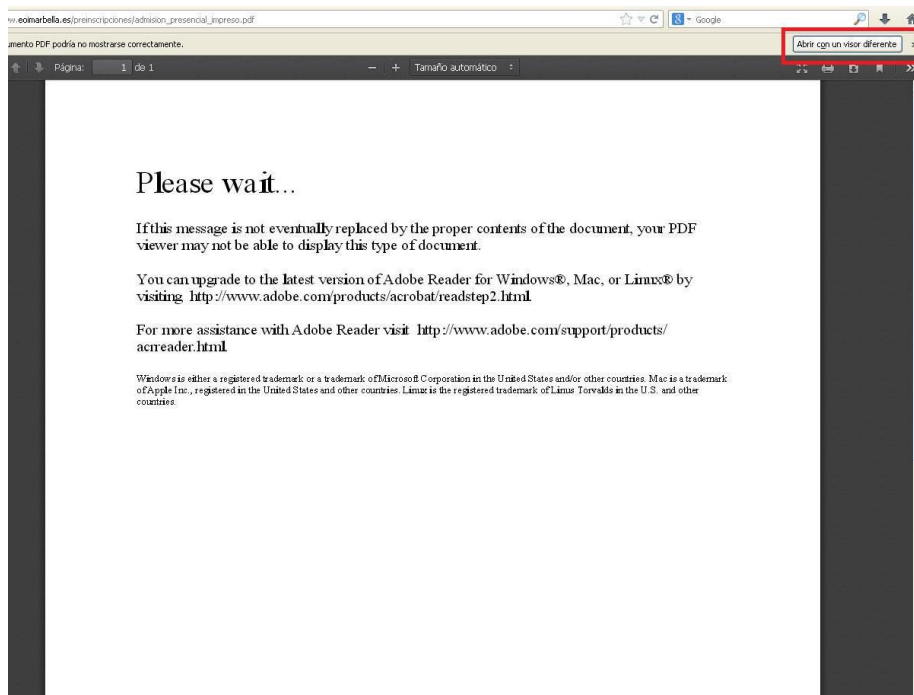 w.eoimarbella.es/preinscripciones/admision_presencial_impreso.pdf
Google
umento PDF podría no mostrarse correctamente.
Abrir con un visor diferente
Página: 1 de 1
Tamaño automático
Please wait...
If this message is not eventually replaced by the proper contents of the document, your PDF
viewer may not be able to display this type of document.
You can upgrade to the latest version of Adobe Reader for Windows®, Mac, or Linux® by
visiting http://www.adobe.com/products/acrobat/readstep2.html.
For more assistance with Adobe Reader visit http://www.adobe.com/support/products/
acrreader.html.
Windows is either a registered trademark or a trademark of Microsoft Corporation in the United States and/or other countries. Mac is a trademark
of Apple Inc., registered in the United States and other countries. Linux is the registered trademark of Linus Torvalds in the U.S. and other
countries.